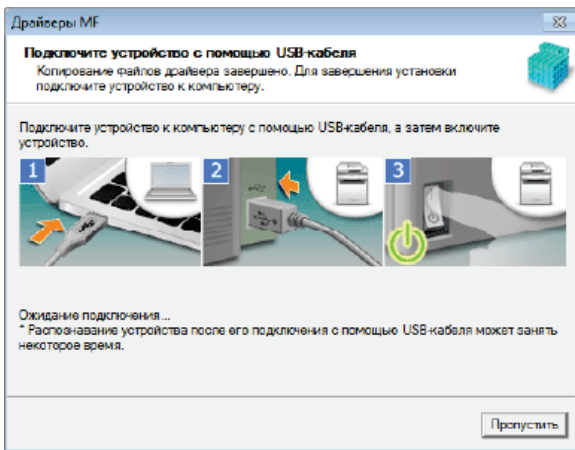 Драйверы MF
Подключите устройство с помощью USB-кабеля
Копирование файлов драйвера завершено. Для завершения установки
подключите устройство к компьютеру.
Подключите устройство к компьютеру с помощью USB-кабеля, а затем включите
устройство.
1 2 3
Ожидание подключения...
* Распознавание устройства после его подключения с помощью USB-кабеля может занять
некоторое время.
Пропустить